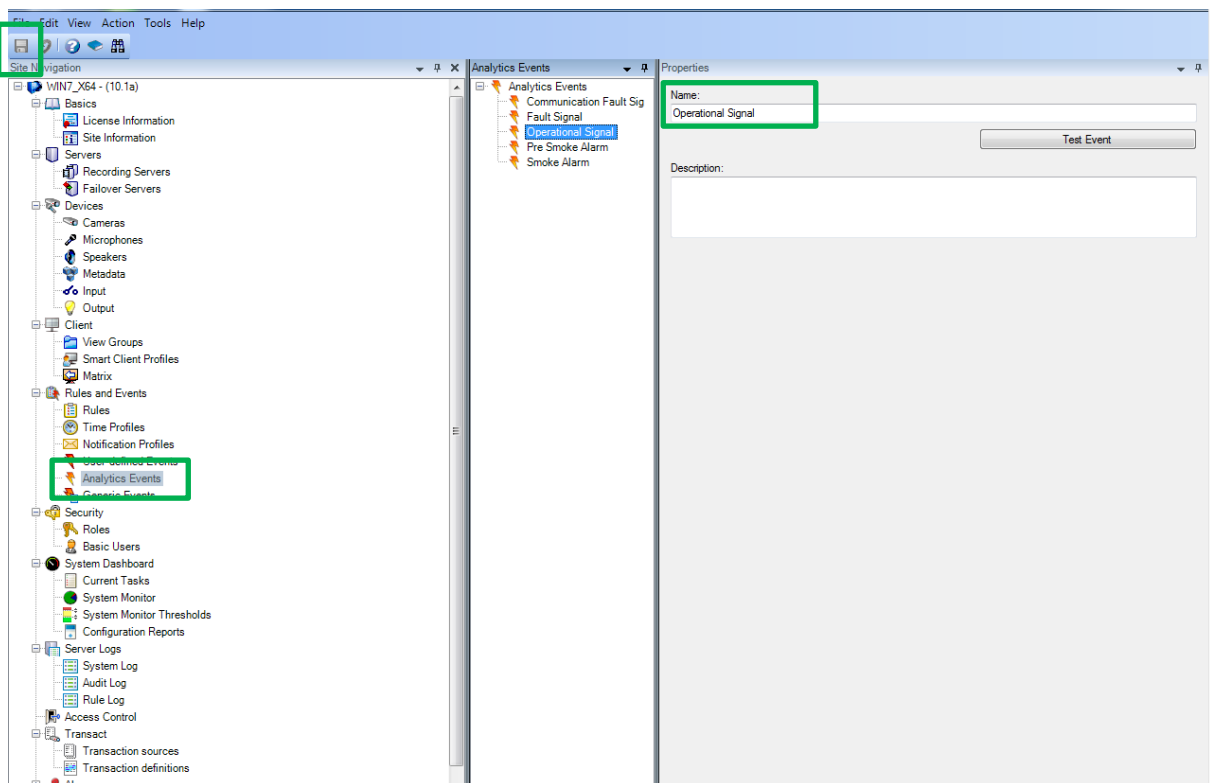 File Edit View Action Tools Help
Site Navigation
WIN7_X64 - (10.1a)
Basics
License Information
Site Information
Servers
Recording Servers
Failover Servers
Devices
Cameras
Microphones
Speakers
Metadata
Input
Output
Client
View Groups
Smart Client Profiles
Matrix
Rules and Events
Rules
Time Profiles
Notification Profiles
User-defined Events
Analytics Events
Generic Events
Security
Roles
Basic Users
System Dashboard
Current Tasks
System Monitor
System Monitor Thresholds
Configuration Reports
Server Logs
System Log
Audit Log
Rule Log
Access Control
Transact
Transaction sources
Transaction definitions
Analytics Events
Analytics Events
Communication Fault Sig
Fault Signal
Operational Signal
Pre Smoke Alarm
Smoke Alarm
Properties
Name:
Operational Signal
Test Event
Description: